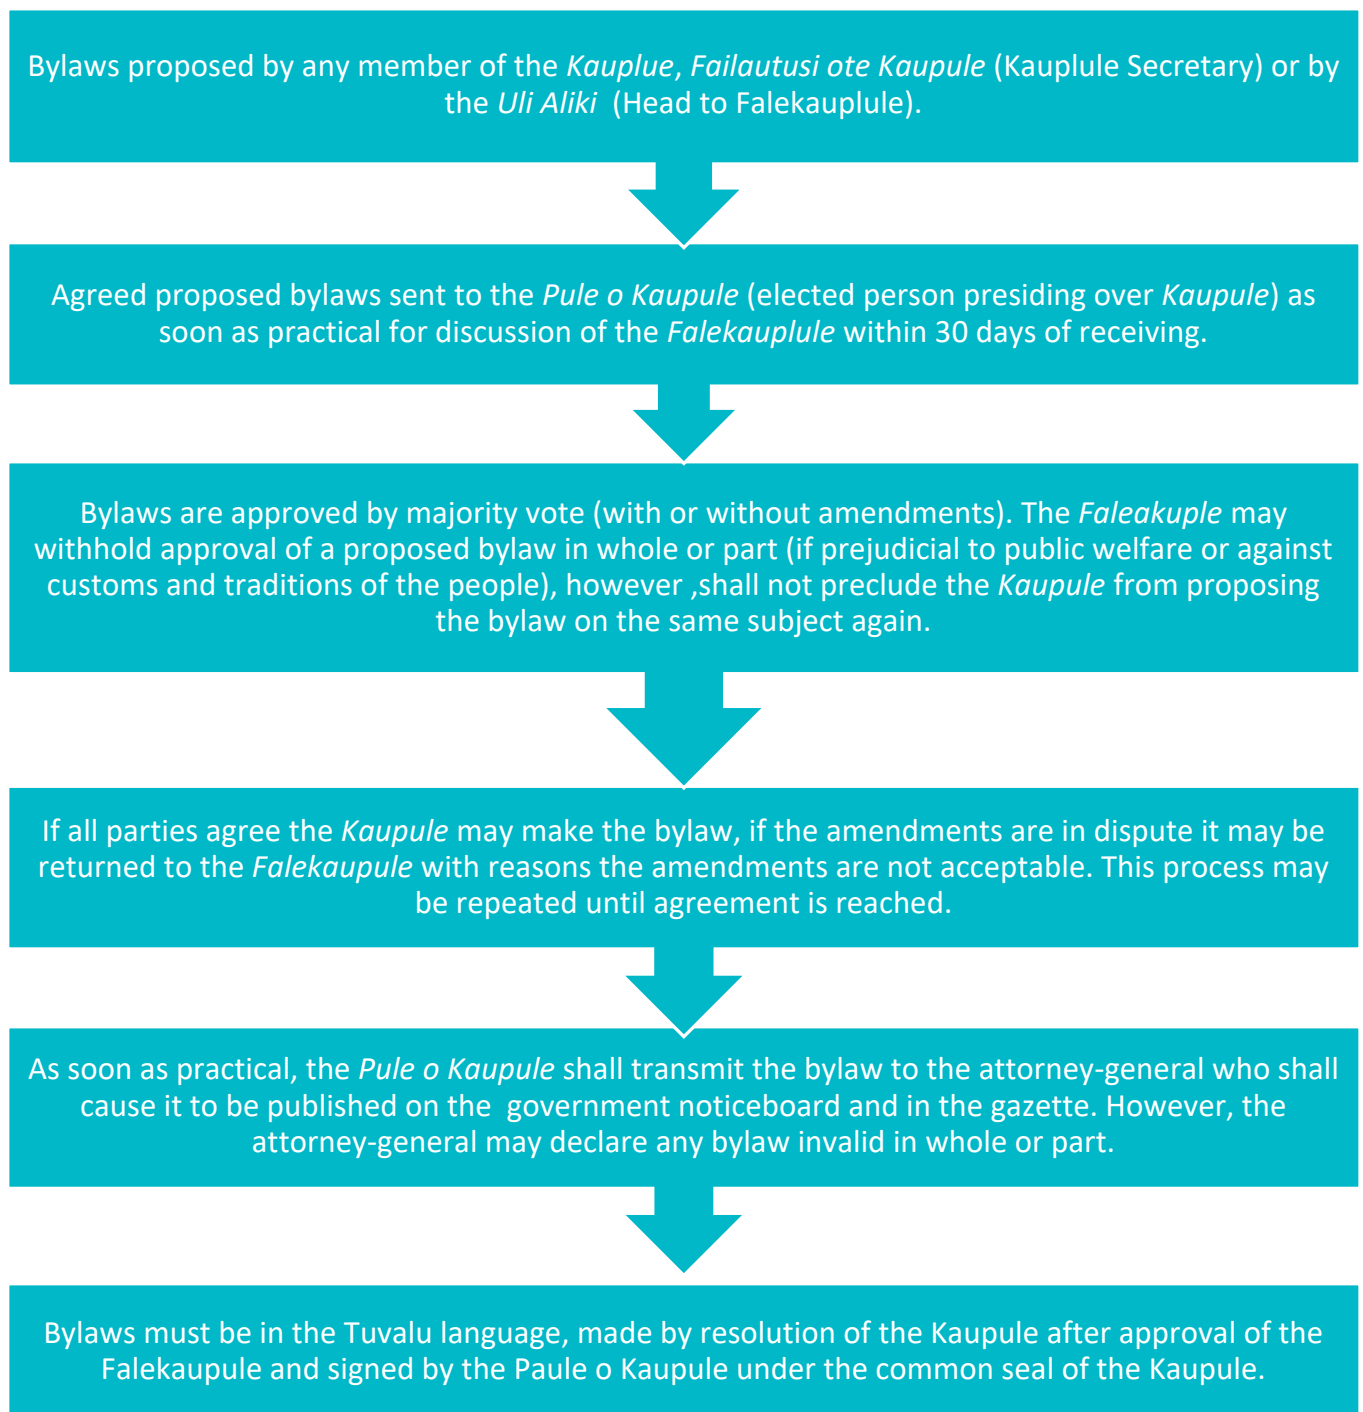 Bylaws proposed by any member of the Kauplue, Failautusi ote Kaupule (Kauplule Secretary) or by
the Uli Aliki (Head to Falekauplule).
Agreed proposed bylaws sent to the Pule o Kaupule (elected person presiding over Kaupule) as
soon as practical for discussion of the Falekauplule within 30 days of receiving.
Bylaws are approved by majority vote (with or without amendments). The Faleakuple may
withhold approval of a proposed bylaw in whole or part (if prejudicial to public welfare or against
customs and traditions of the people), however ,shall not preclude the Kaupule from proposing
the bylaw on the same subject again.
If all parties agree the Kaupule may make the bylaw, if the amendments are in dispute it may be
returned to the Falekaupule with reasons the amendments are not acceptable. This process may
be repeated until agreement is reached.
As soon as practical, the Pule o Kaupule shall transmit the bylaw to the attorney-general who shall
cause it to be published on the government noticeboard and in the gazette. However, the
attorney-general may declare any bylaw invalid in whole or part.
Bylaws must be in the Tuvalu language, made by resolution of the Kaupule after approval of the
Falekaupule and signed by the Paule o Kaupule under the common seal of the Kaupule.